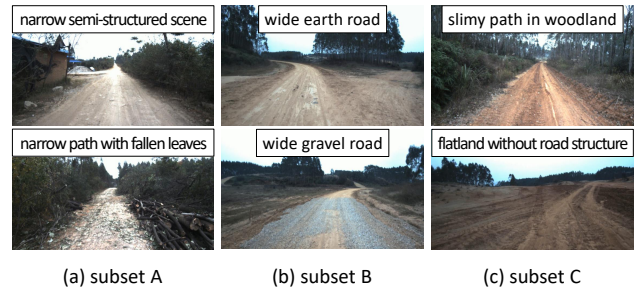 narrow semi-structured scene
wide earth road
slimy path in woodland
narrow path with fallen leaves
wide gravel road
flatland without road structure
(a) subset A
(b) subset B
(c) subset C